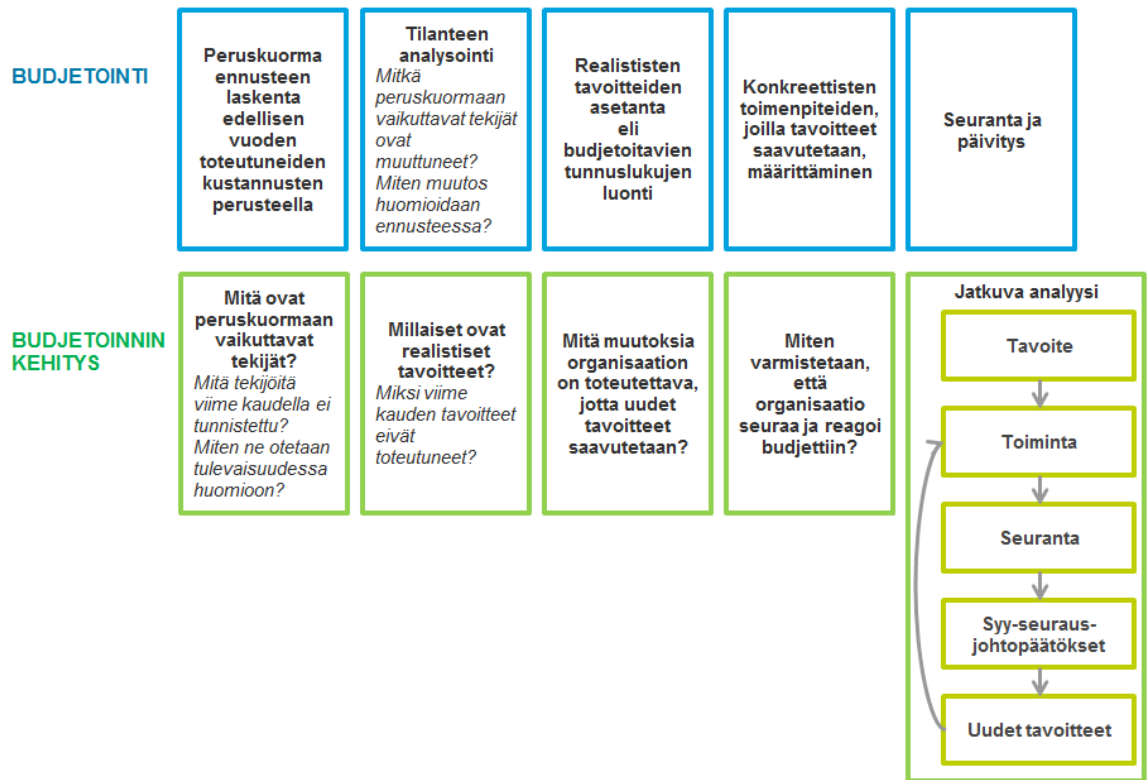 BUDJETOINTI
Peruskuorma
ennusteen
laskenta
edellisen
vuoden
toteutuneiden
kustannusten
perusteella
Tilanteen
analysointi
Mitkä
peruskuormaan
vaikuttavat tekijät
ovat
muuttuneet?
Miten muutos
huomioidaan
ennusteessa?
Realististen
tavoitteiden
asetanta
eli
budjetoitavien
tunnuslukujen
luonti
Konkreettisten
toimenpiteiden,
joilla tavoitteet
saavutetaan,
määrittäminen
Seuranta ja
päivitys
BUDJETOINNIN
KEHITYS
Mitä ovat
peruskuormaan
vaikuttavat
tekijät?
Mitä tekijöitä
viime kaudella ei
tunnistettu?
Miten ne otetaan
tulevaisuudessa
huomioon?
Millaiset ovat
realistiset
tavoitteet?
Miksi viime
kauden tavoitteet
eivät
toteutuneet?
Mitä muutoksia
organisaation
on toteutettava,
jotta uudet
tavoitteet
saavutetaan?
Miten
varmistetaan,
että
organisaatio
seuraa ja reagoi
budjettiin?
Jatkuva analyysi
Tavoite
Toiminta
Seuranta
Syy-seuraus-
johtopäätökset
Uudet tavoitteet